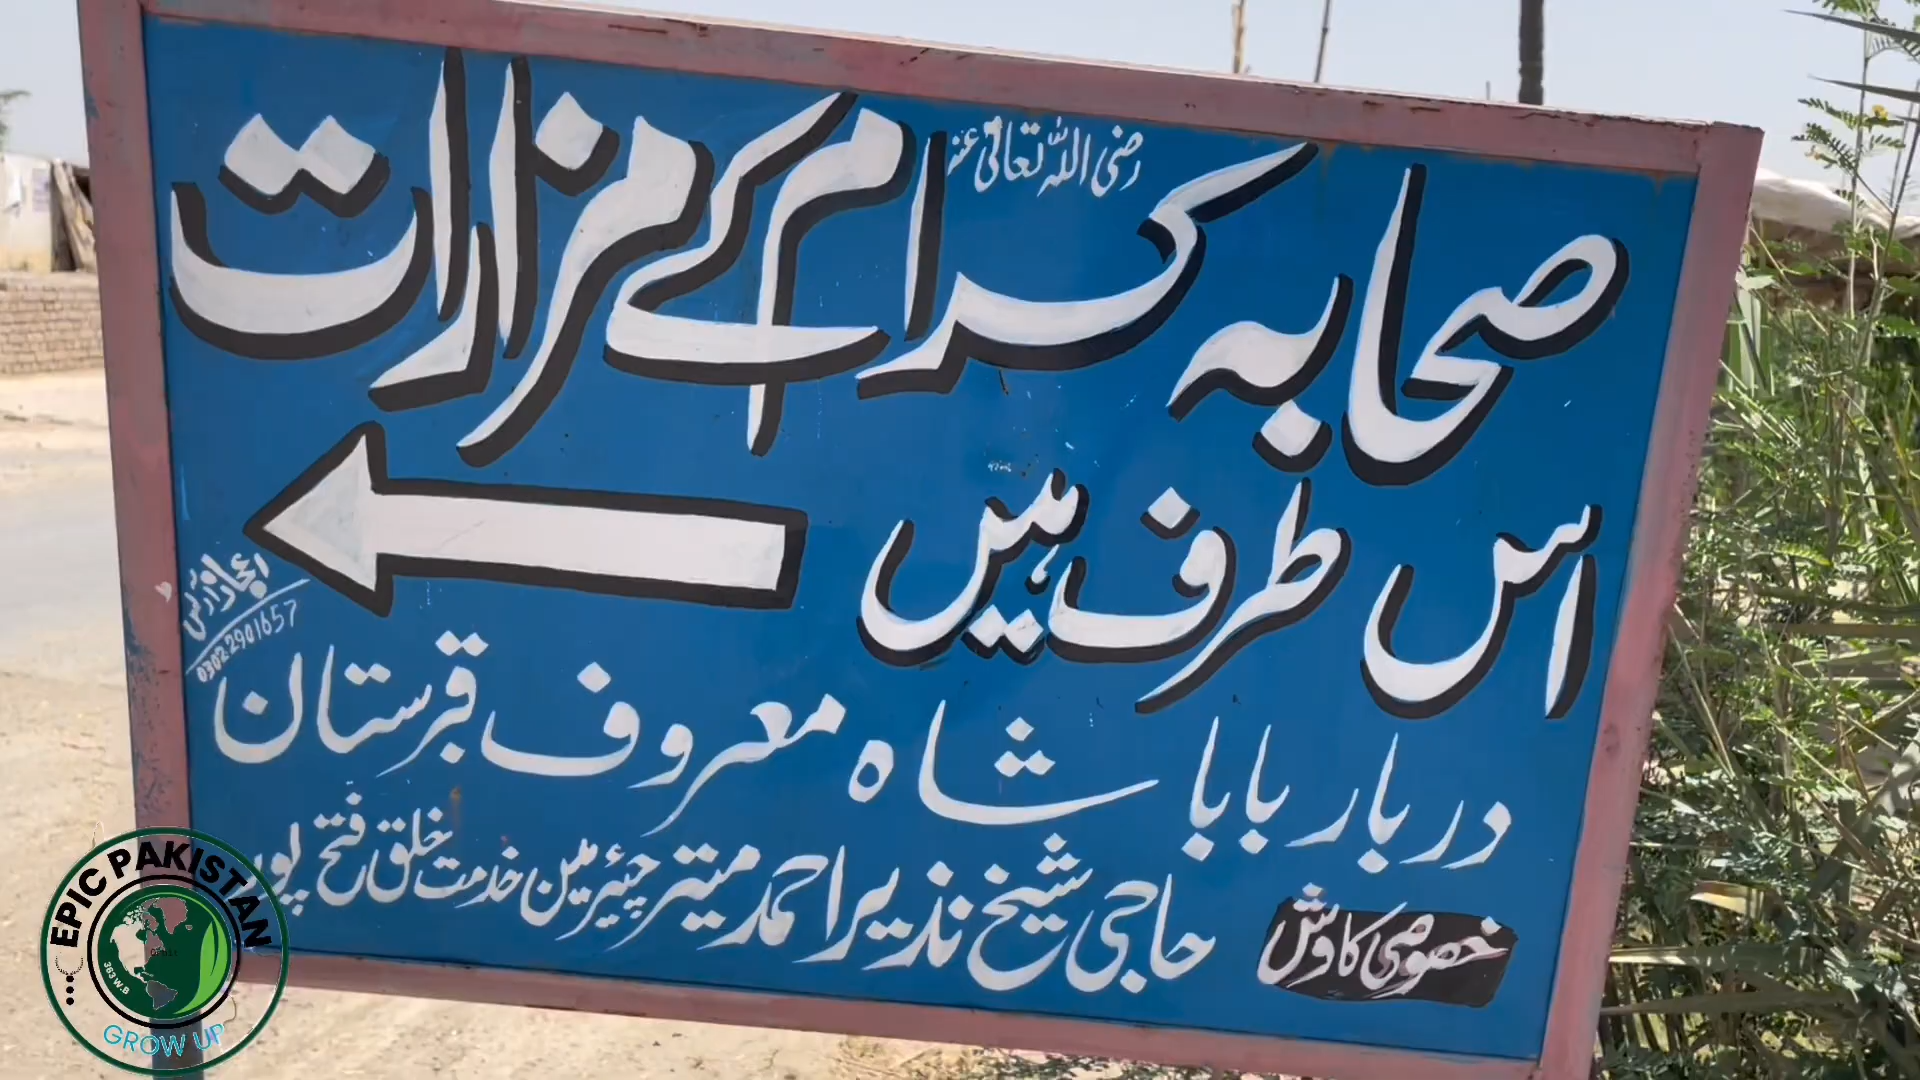 صحابہ کرام رضی اللہ تعالیٰ عنہ کے مزارات
اس طرف ہیں
اعجاز آرٹس
0302 2901657
دربار بابا شاہ معروف قبرستان
خصوصی کاوش
حاجی شیخ نذیر احمد میتر چیئرمین خدمت خلق فتح پور
EPIC PAKISTAN
363 W.B
GROW UP